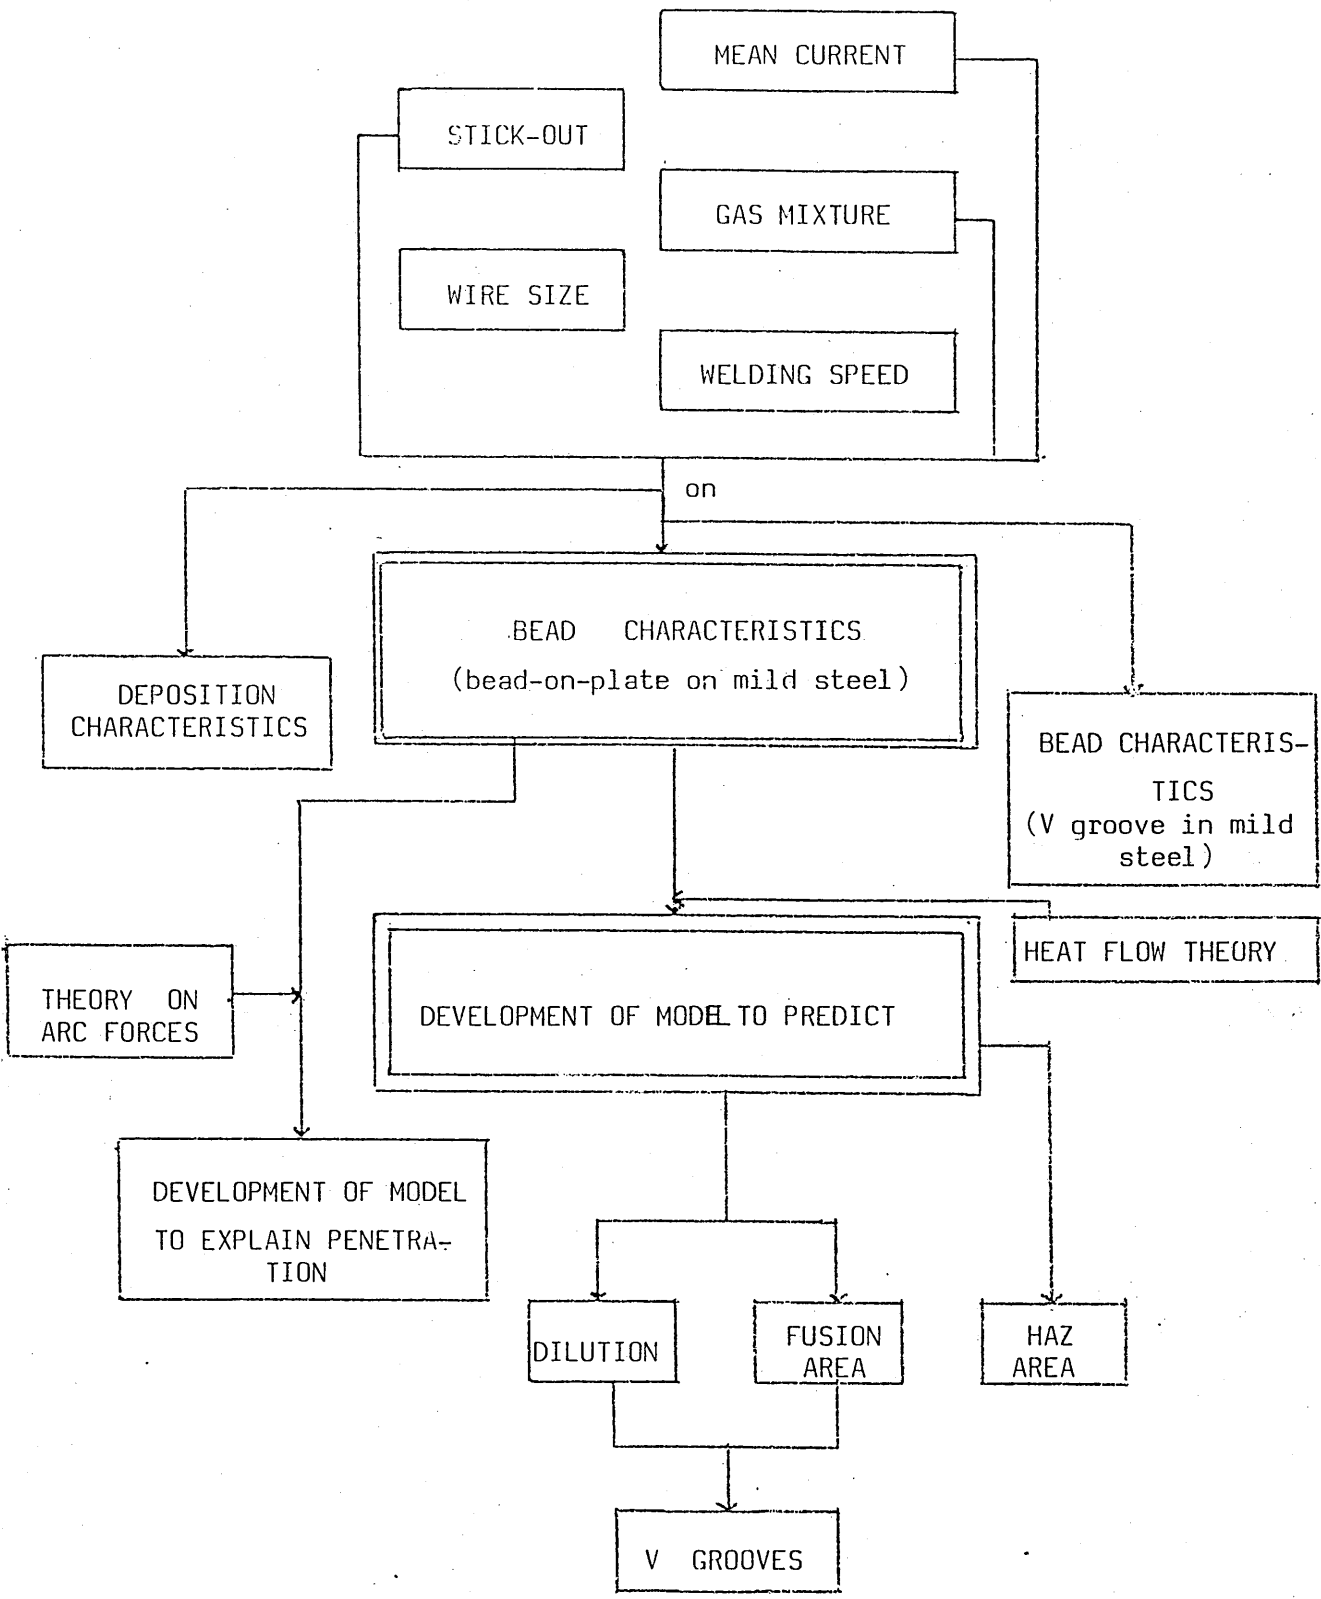 MEAN CURRENT
STICK-OUT
GAS MIXTURE
WIRE SIZE
WELDING SPEED
on
BEAD CHARACTERISTICS
(bead-on-plate on mild steel)
DEPOSITION
CHARACTERISTICS
BEAD CHARACTERIS-
TICS
(V groove in mild
steel)
HEAT FLOW THEORY
THEORY ON
ARC FORCES
DEVELOPMENT OF MODEL TO PREDICT
DEVELOPMENT OF MODEL
TO EXPLAIN PENETRA-
TION
DILUTION
FUSION
AREA
HAZ
AREA
V GROOVES